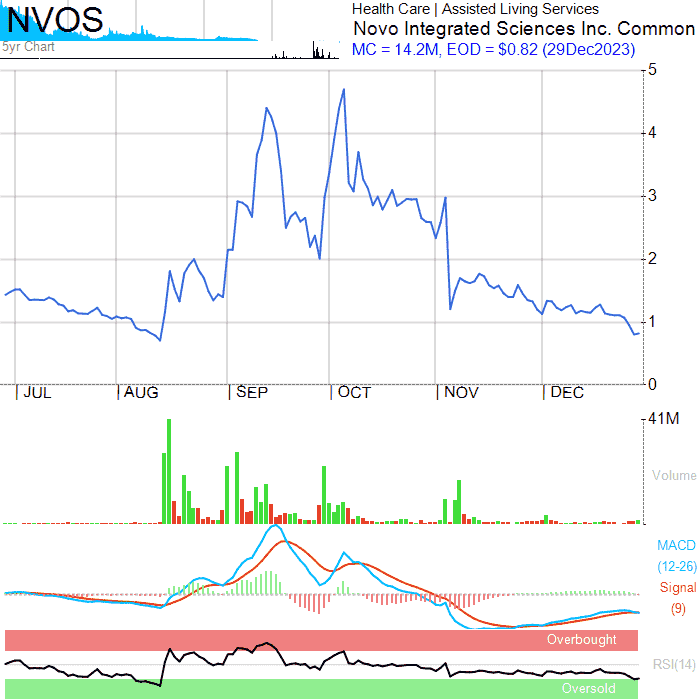 NVOS
5yr Chart
Health Care | Assisted Living Services
Novo Integrated Sciences Inc. Common
MC = 14.2M, EOD = $0.82 (29Dec2023)
5
4
3
2
1
0
JUL AUG SEP OCT NOV DEC
41M
Volume
MACD
(12-26)
Signal
(9)
Overbought
RSI(14)
Oversold